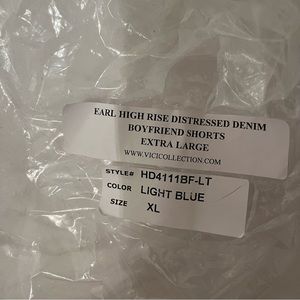 EARL HIGH RISE DISTRESSED DENIM
BOYFRIEND SHORTS
EXTRA LARGE
WWW.VICICOLLECTION.COM
STYLE# HD4111BF-LT
COLOR LIGHT BLUE
SIZE XL